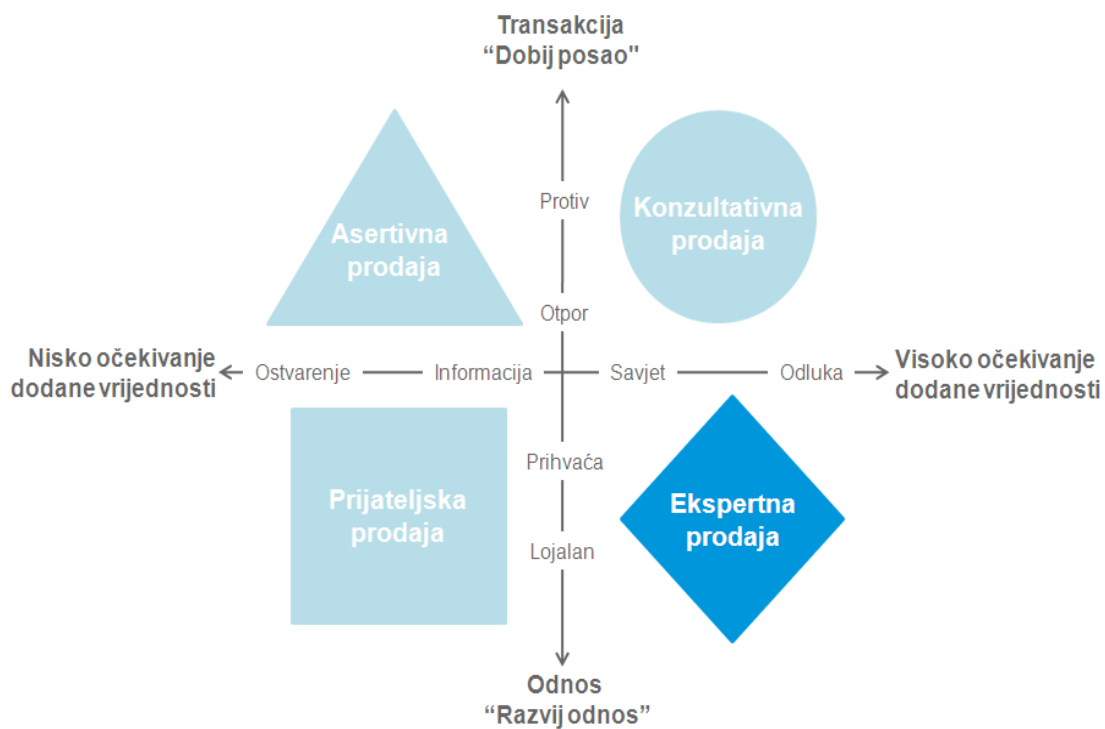 Transakcija
“Dobij posao"
Protiv
Konzultativna
prodaja
Asertivna
prodaja
Otpor
Nisko očekivanje
dodane vrijednosti
Ostvarenje
Informacija
Savjet
Odluka
Visoko očekivanje
dodane vrijednosti
Prihvaća
Prijateljska
prodaja
Ekspertna
prodaja
Lojalan
Odnos
“Razvij odnos”